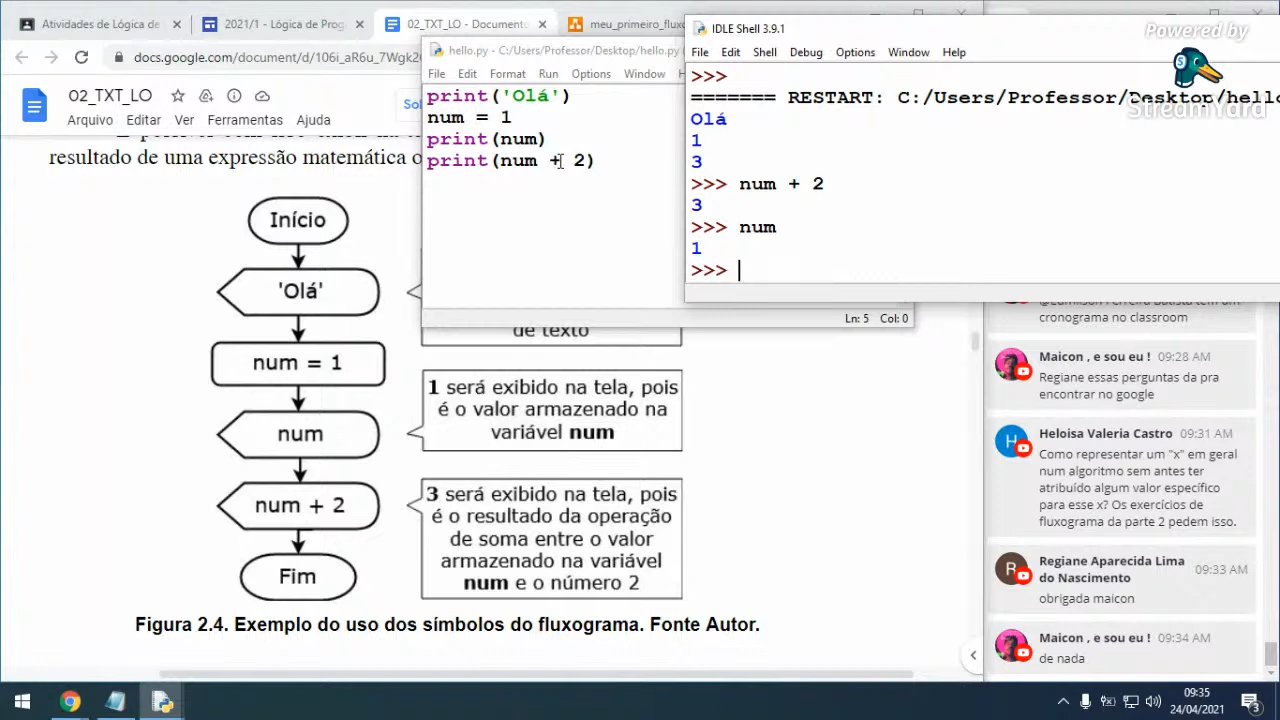 Atividades de Lógica de
2021/1 - Lógica de Prog
02_TXT_LO - Documento
meu_primeiro_fluxo
docs.google.com/document/d/106i_aR6u_7Wgk2
02_TXT_LO
Arquivo Editar Ver Ferramentas
resultado de uma expressão matemática o
Início
'Olá'
num = 1
num
num + 2
Fim
de texto
1 será exibido na tela, pois
é o valor armazenado na
variável num
3 será exibido na tela, pois
é o resultado da operação
de soma entre o valor
armazenado na variável
num e o número 2
Figura 2.4. Exemplo do uso dos símbolos do fluxograma. Fonte Autor.
hello.py - C:/Users/Professor/Desktop/hello.py
File Edit Format Run Options Window H
print('Olá')
num = 1
print(num)
print(num + 2)
Ln: 5 Col: 0
IDLE Shell 3.9.1
File Edit Shell Debug Options Window Help
>>>
======= RESTART: C:/Users/Professor/Desktop/hello
Olá
1
3
>>> num + 2
3
>>> num
1
>>>
Powered by
StreamYard
cronograma no classroom
Maicon , e sou eu ! 09:28 AM
Regiane essas perguntas da pra
encontrar no google
Heloisa Valeria Castro 09:31 AM
Como representar um "x" em geral
num algoritmo sem antes ter
atribuído algum valor específico
para esse x? Os exercícios de
fluxograma da parte 2 pedem isso.
Regiane Aparecida Lima
do Nascimento 09:33 AM
obrigada maicon
Maicon , e sou eu ! 09:34 AM
de nada
09:35
24/04/2021
3